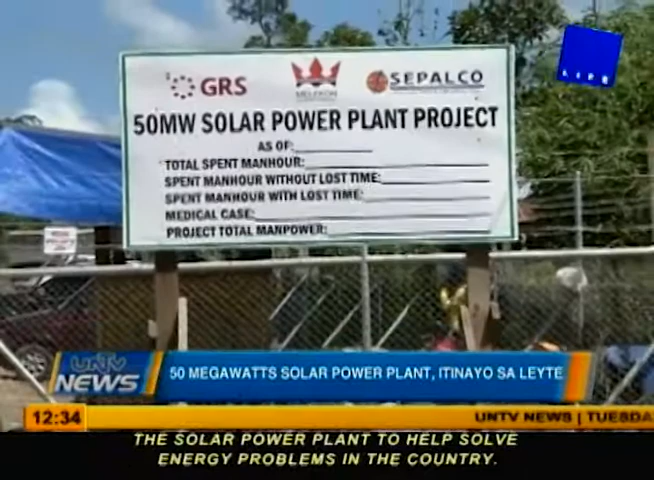 GRS
SEPALCO
50MW SOLAR POWER PLANT PROJECT
AS OF:
TOTAL SPENT MANHOUR:
SPENT MANHOUR WITHOUT LOST TIME:
SPENT MANHOUR WITH LOST TIME:
MEDICAL CASE:
PROJECT TOTAL MANPOWER:
UNTV
NEWS
50 MEGAWATTS SOLAR POWER PLANT, ITINAYO SA LEYTE
12:34
UNTV NEWS | TUESDA
THE SOLAR POWER PLANT TO HELP SOLVE
ENERGY PROBLEMS IN THE COUNTRY.